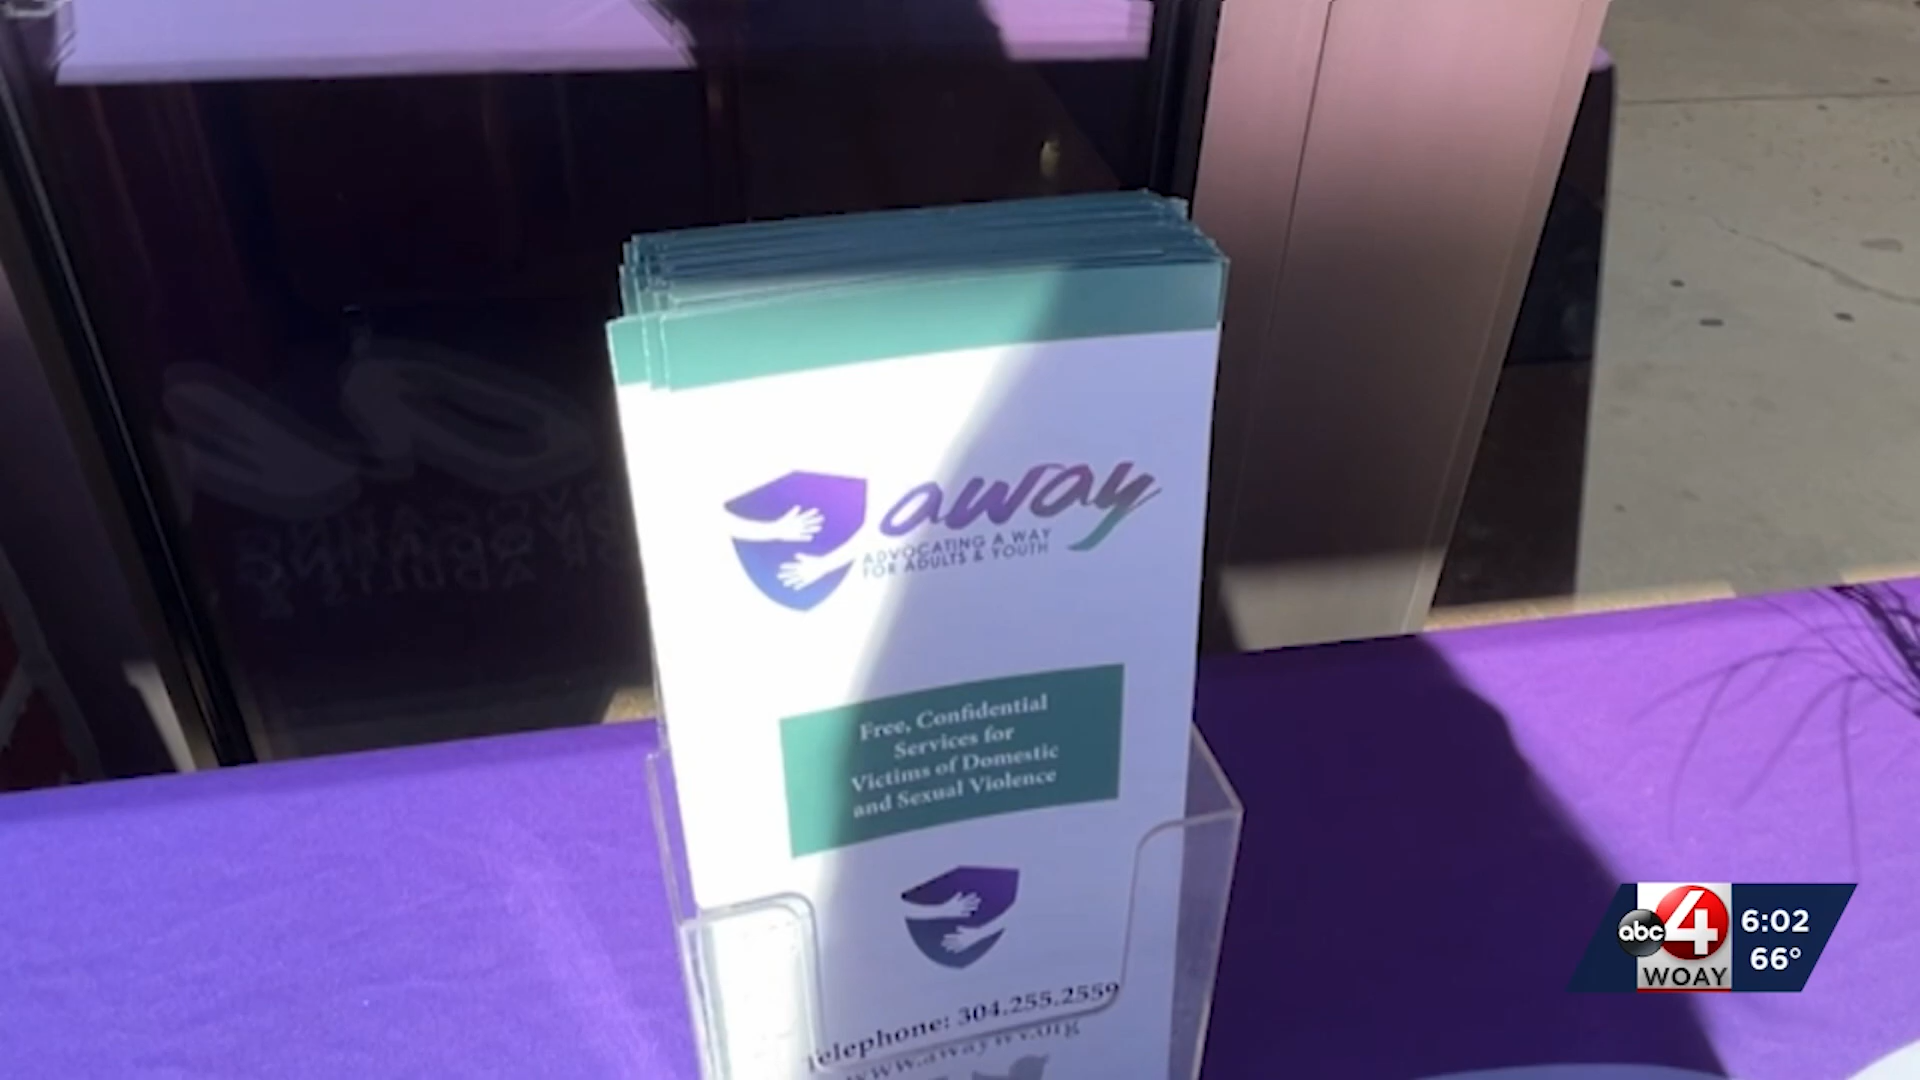 away
ADVOCATING A WAY
FOR ADULTS & YOUTH
Free, Confidential
Services for
Victims of Domestic
and Sexual Violence
Telephone: 304.255.2559
www.awaywv.org
abc 4
WOAY
6:02
66°